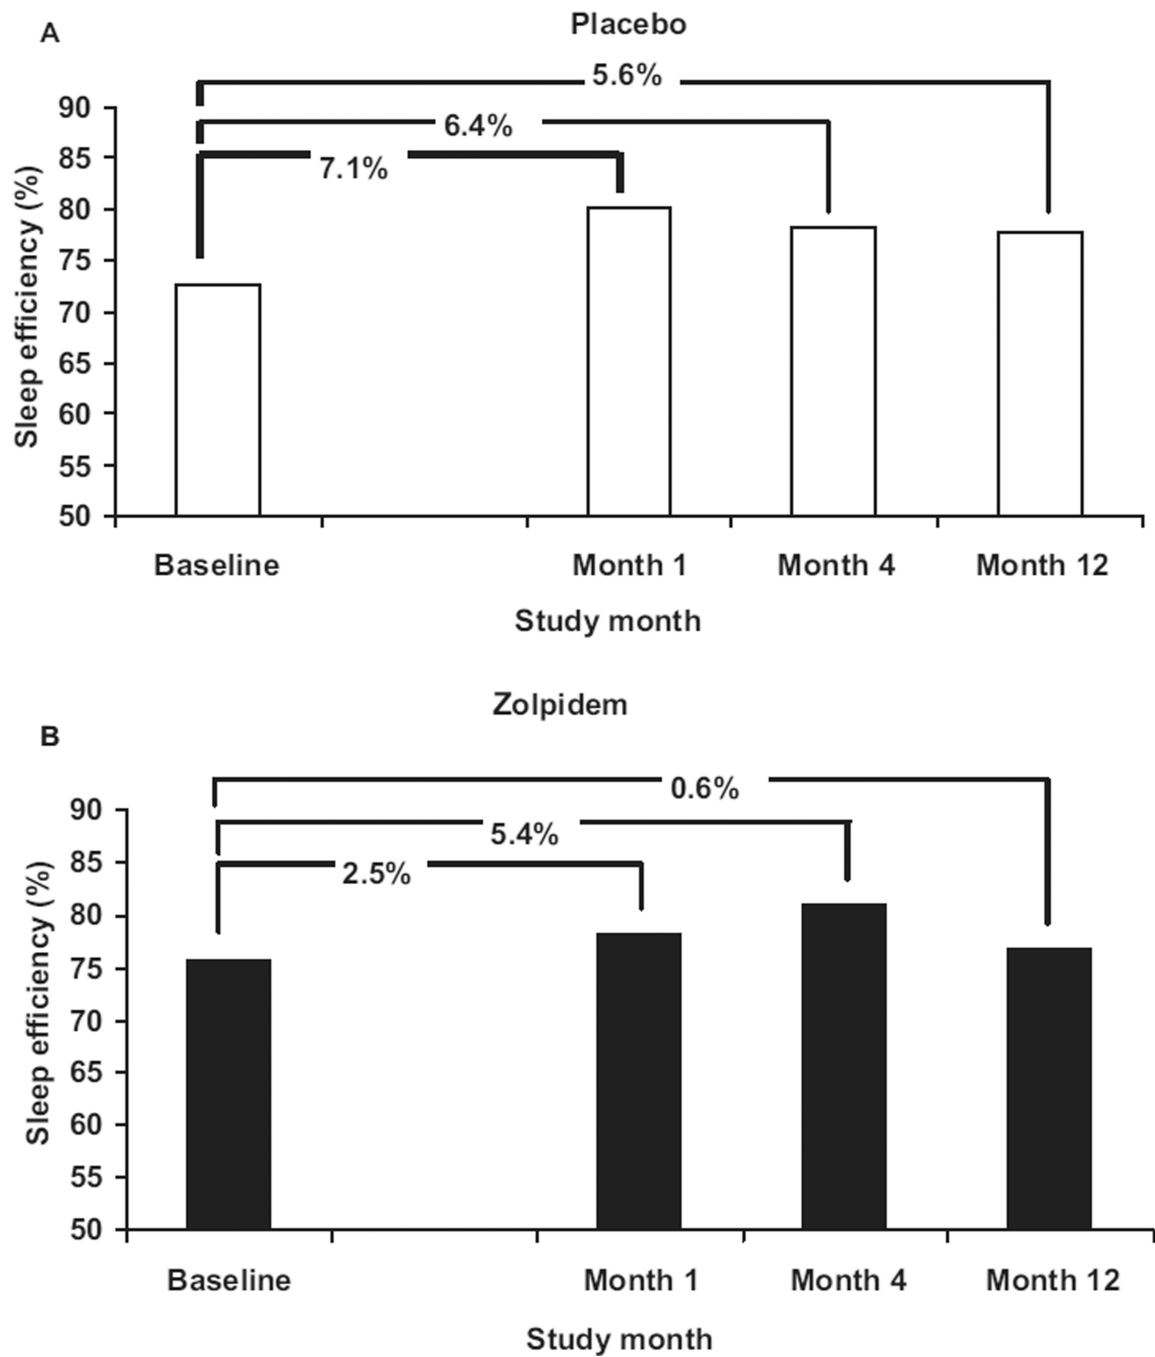 A
Placebo
5.6%
6.4%
7.1%
90
85
80
75
70
65
60
55
50
Sleep efficiency (%)
Baseline Month 1 Month 4 Month 12
Study month
Zolpidem
B
0.6%
5.4%
2.5%
90
85
80
75
70
65
60
55
50
Sleep efficiency (%)
Baseline Month 1 Month 4 Month 12
Study month